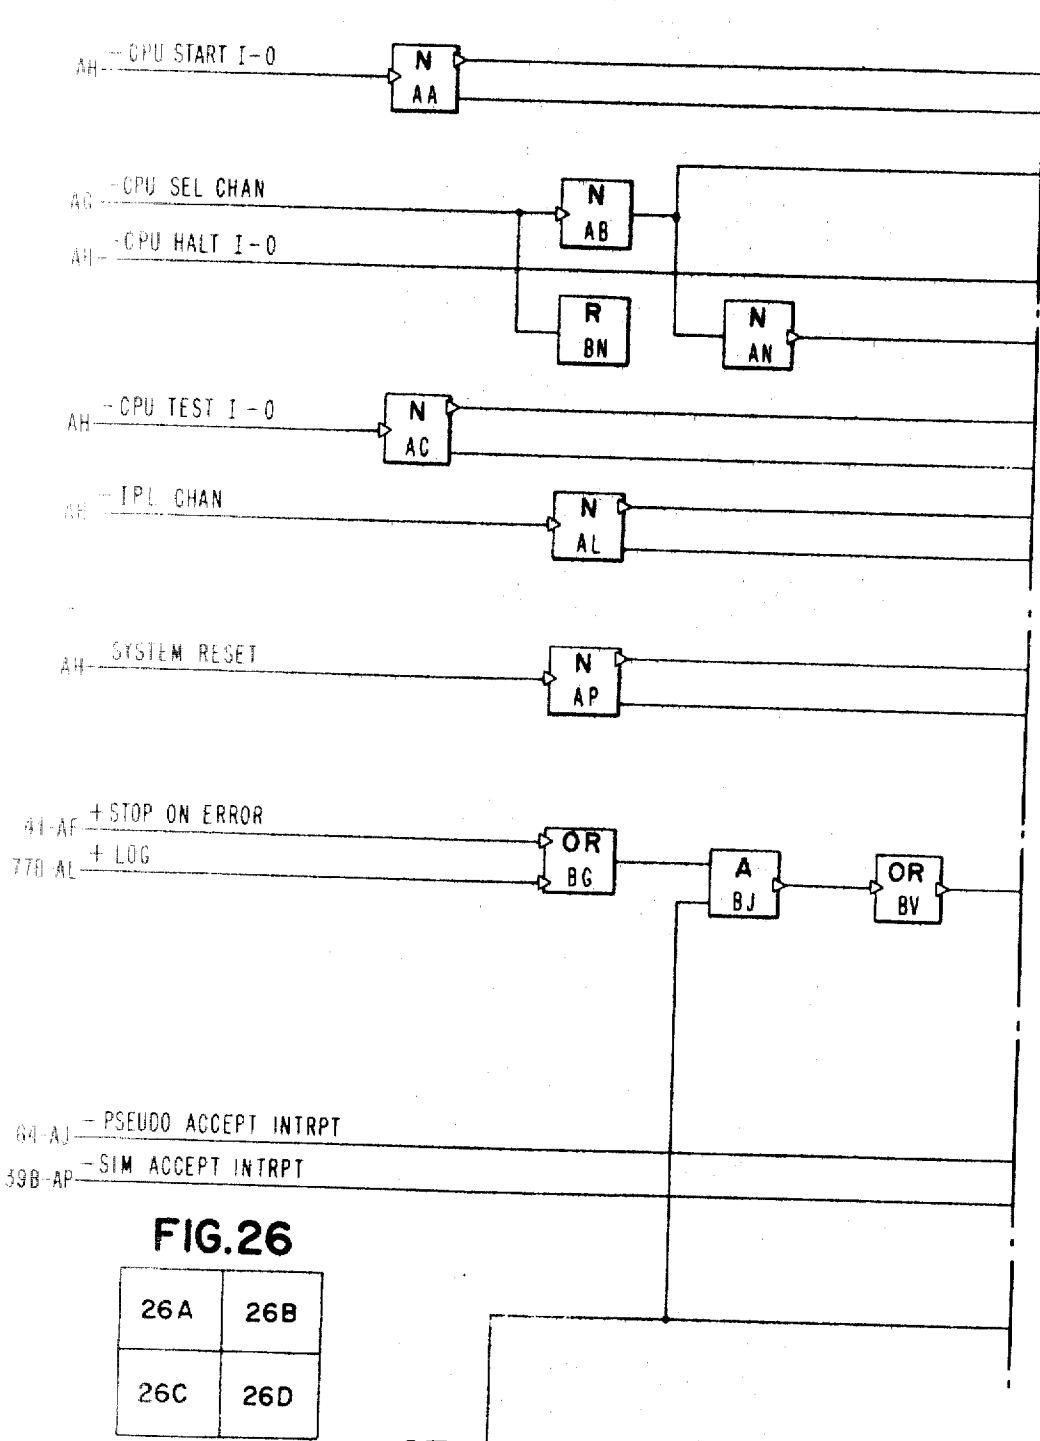 AH -CPU START I-O
N
AA
-CPU SEL CHAN
N
AB
AH -CPU HALT I-O
R
BN
N
AN
AH -CPU TEST I-O
N
AC
-IPL CHAN
N
AL
AH SYSTEM RESET
N
AP
41-AF +STOP ON ERROR
77B-AL + LOG
OR
BG
A
BJ
OR
BV
64-AJ -PSEUDO ACCEPT INTRPT
39B-AP -SIM ACCEPT INTRPT
FIG.26
26A 26B
26C 26D